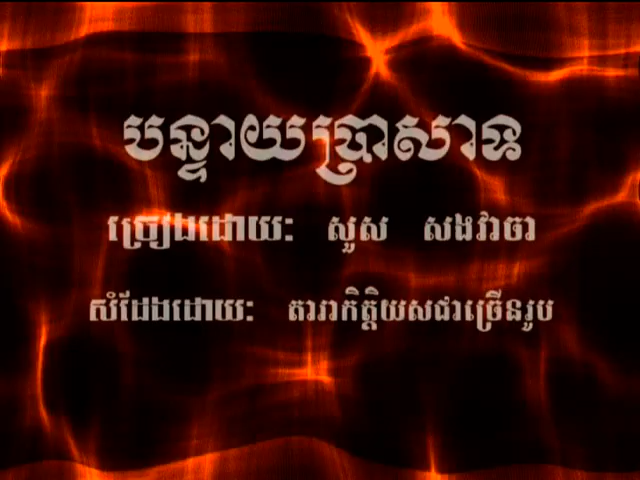 បន្ទាយប្រាសាទ
ច្រៀងដោយៈ សួស សងវាចា
សំដែងដោយៈ តារាកិត្តិយសជាច្រើនរូប